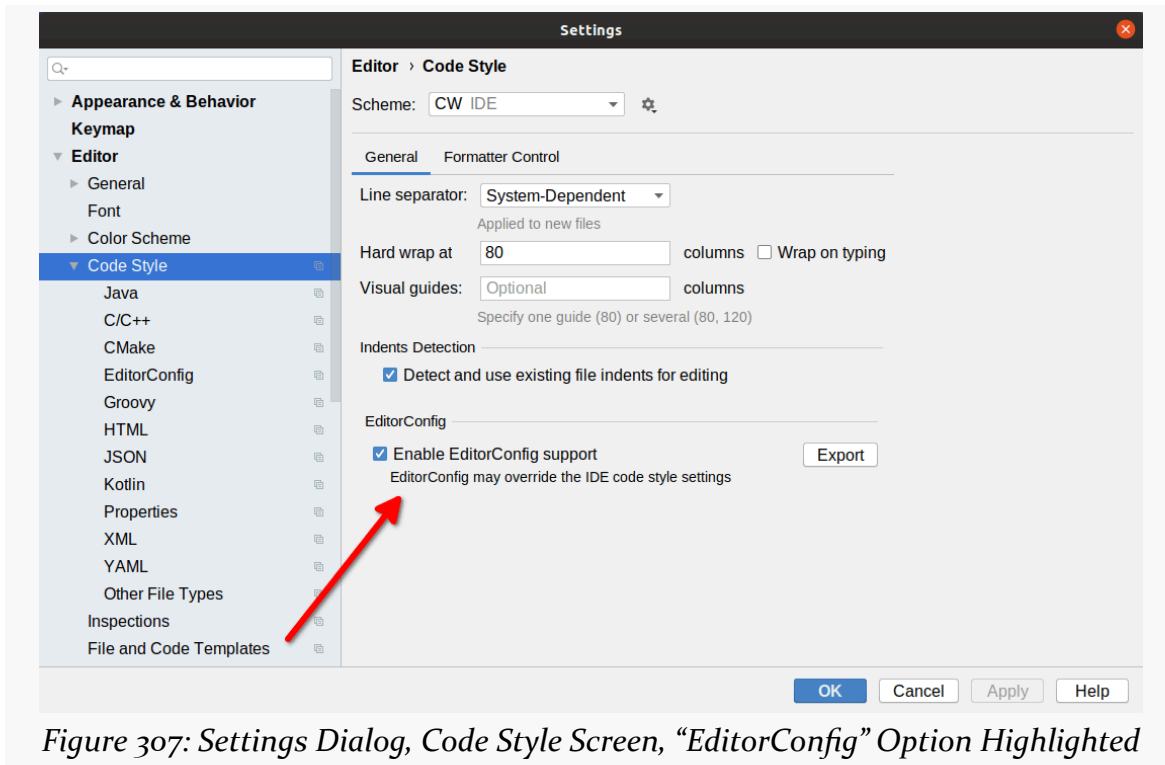 Settings
Appearance & Behavior
Keymap
Editor
General
Font
Color Scheme
Code Style
Java
C/C++
CMake
EditorConfig
Groovy
HTML
JSON
Kotlin
Properties
XML
YAML
Other File Types
Inspections
File and Code Templates
Editor › Code Style
Scheme: CW IDE
General Formatter Control
Line separator: System-Dependent
Applied to new files
Hard wrap at 80 columns Wrap on typing
Visual guides: Optional columns
Specify one guide (80) or several (80, 120)
Indents Detection
Detect and use existing file indents for editing
EditorConfig
Enable EditorConfig support Export
EditorConfig may override the IDE code style settings
OK Cancel Apply Help
Figure 307: Settings Dialog, Code Style Screen, “EditorConfig” Option Highlighted